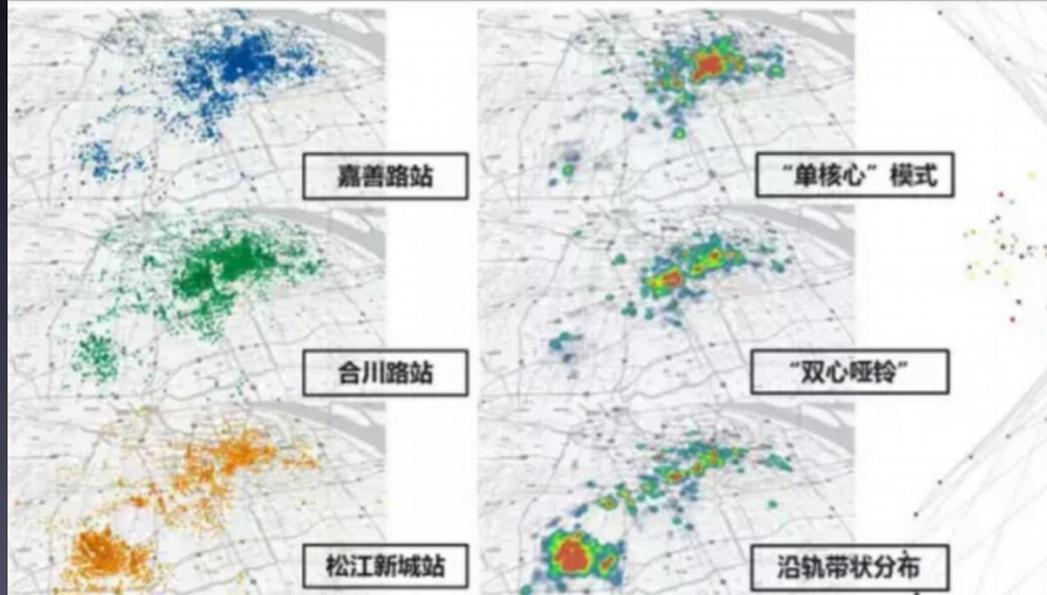 嘉善路站
“单核心”模式
合川路站
“双心哑铃”
松江新城站
沿轨带状分布